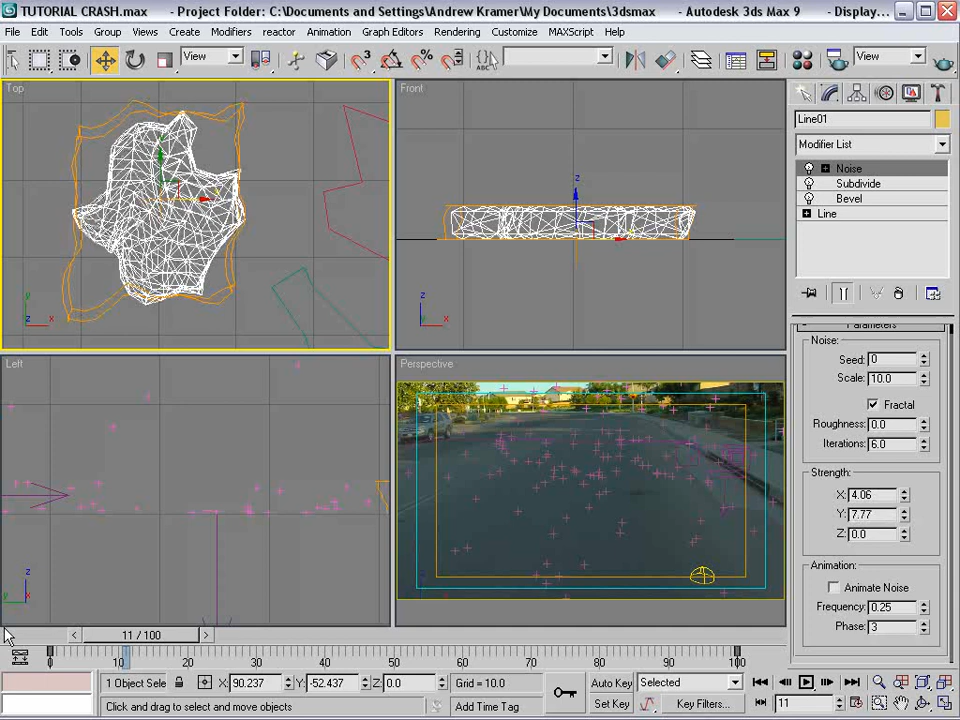 TUTORIAL CRASH.max - Project Folder: C:\Documents and Settings\Andrew Kramer\My Documents\3dsmax - Autodesk 3ds Max 9 - Display...
File Edit Tools Group Views Create Modifiers reactor Animation Graph Editors Rendering Customize MAXScript Help
View View
Top
Front
Line01
Modifier List
Noise
Subdivide
Bevel
Line
Parameters
Noise:
Seed: 0
Scale: 10.0
Fractal
Roughness: 0.0
Iterations: 6.0
Strength:
X: 4.06
Y: 7.77
Z: 0.0
Animation:
Animate Noise
Frequency: 0.25
Phase: 3
Left
Perspective
y x z
z x
z y
z
11 / 100
0 10 20 30 40 50 60 70 80 90 100
1 Object Sele X: 90.237 Y: -52.437 Z: 0.0 Grid = 10.0 Auto Key Selected
Click and drag to select and move objects Add Time Tag Set Key Key Filters... 11